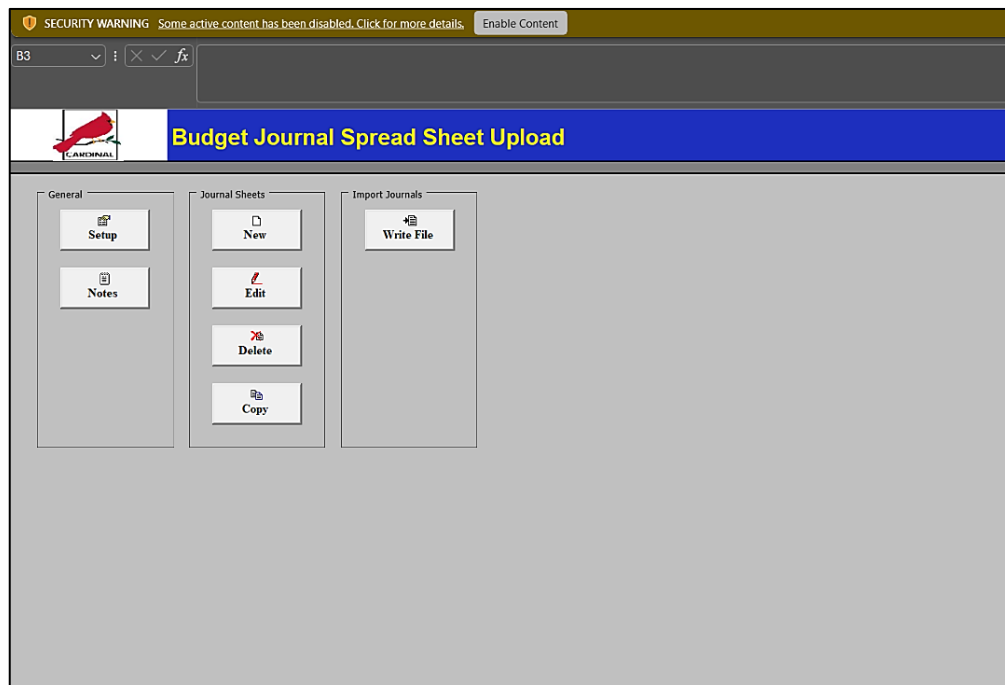 SECURITY WARNING Some active content has been disabled. Click for more details. Enable Content
B3 fx
CARDINAL
Budget Journal Spread Sheet Upload
General
Setup
Notes
Journal Sheets
New
Edit
Delete
Copy
Import Journals
Write File